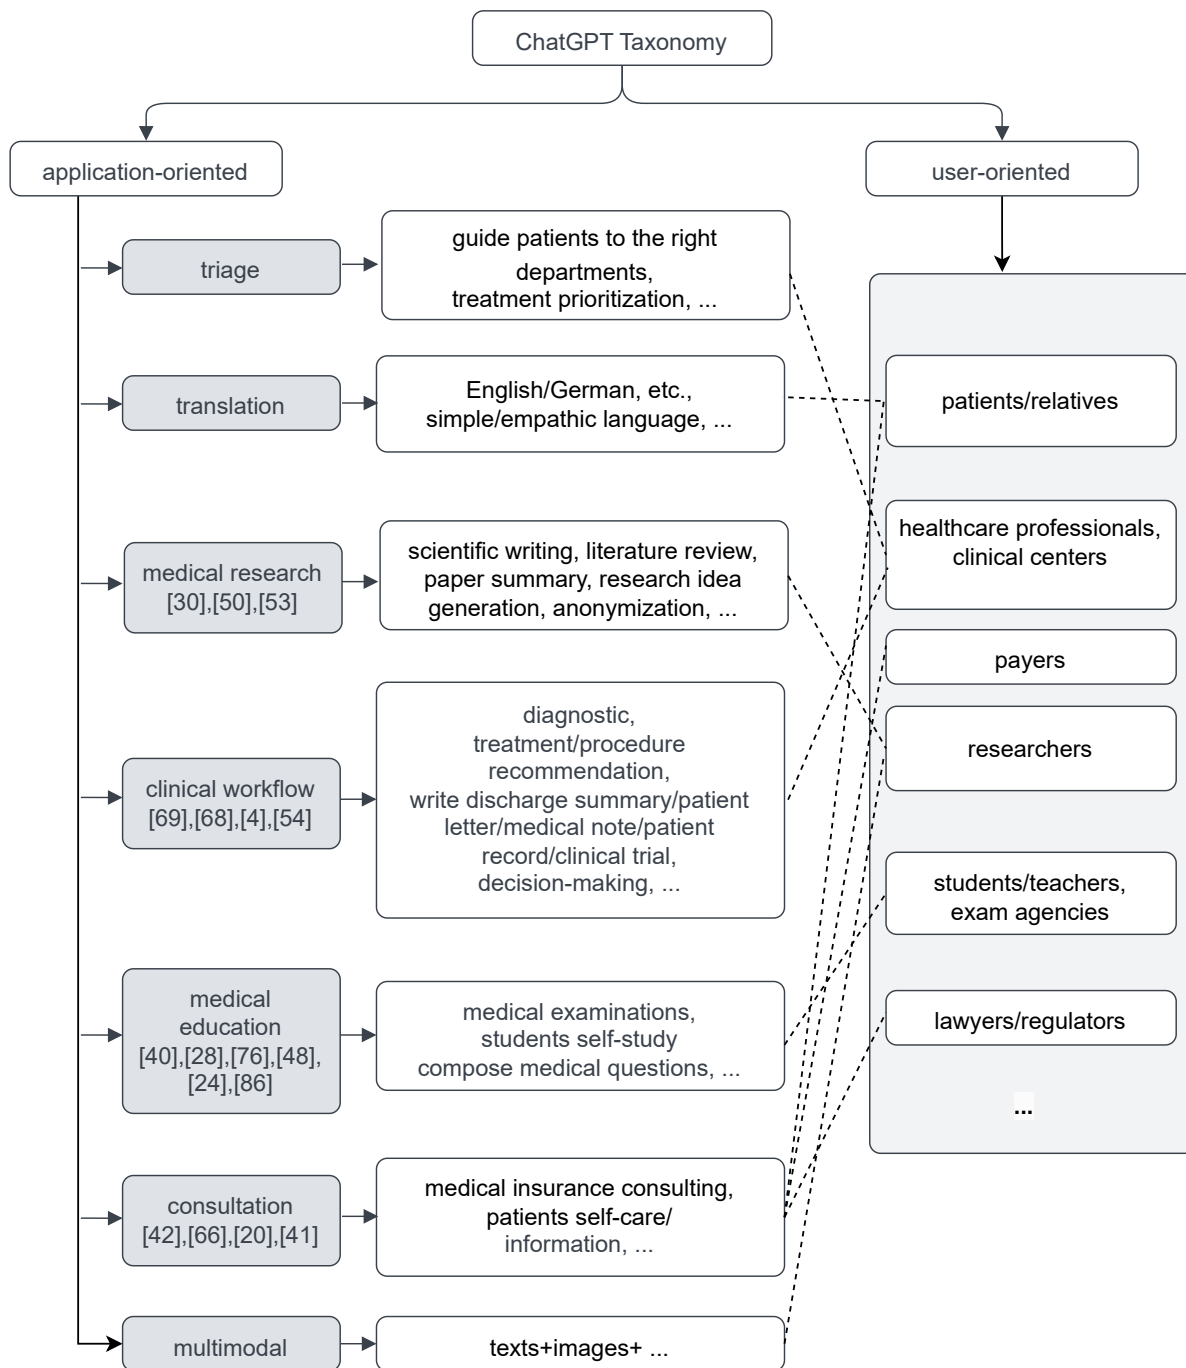 ChatGPT Taxonomy
application-oriented
user-oriented
triage
guide patients to the right
departments,
treatment prioritization, ...
translation
English/German, etc.,
simple/empathic language, ...
medical research
[30],[50],[53]
scientific writing, literature review,
paper summary, research idea
generation, anonymization, ...
clinical workflow
[69],[68],[4],[54]
diagnostic,
treatment/procedure
recommendation,
write discharge summary/patient
letter/medical note/patient
record/clinical trial,
decision-making, ...
medical
education
[40],[28],[76],[48],
[24],[86]
medical examinations,
students self-study
compose medical questions, ...
consultation
[42],[66],[20],[41]
medical insurance consulting,
patients self-care/
information, ...
multimodal
texts+images+ ...
patients/relatives
healthcare professionals,
clinical centers
payers
researchers
students/teachers,
exam agencies
lawyers/regulators
...